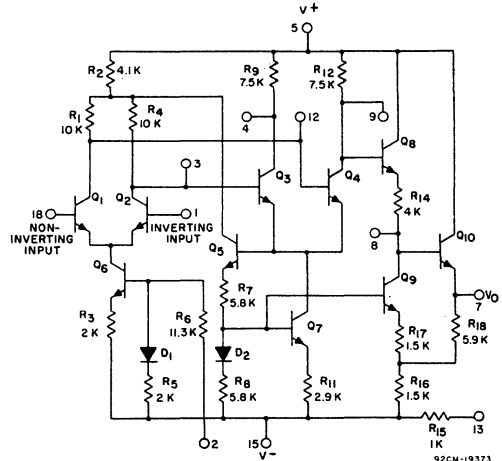 V+
5
R2
4.1K
R9
7.5K
R12
7.5K
R1
10K
R4
10K
4
12
9
3
Q8
Q1
Q2
Q3
Q4
R14
4K
18
NON-
INVERTING
INPUT
1
INVERTING
INPUT
8
Q10
Q5
Q6
R7
5.8K
Q9
Vo
7
R3
2K
R6
11.3K
Q7
R17
1.5K
R18
5.9K
D1
D2
R5
2K
R8
5.8K
R11
2.9K
R16
1.5K
R15
1K
13
2
15
V-
92CM-19373